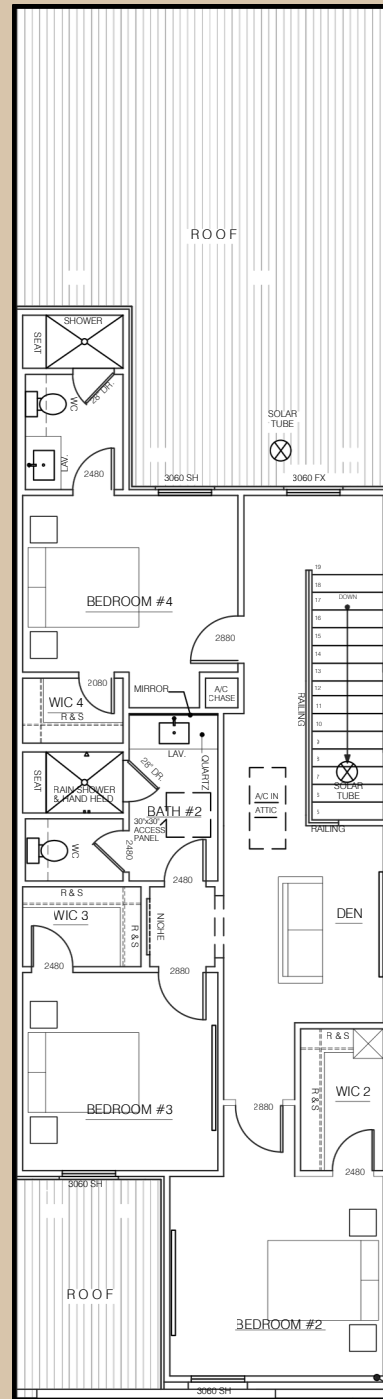 ROOF
SHOWER
SEAT
28" DR.
WC
SOLAR
TUBE
LAV.
2480
3060 SH
3060 FX
19
18
17
DOWN
16
15
14
13
12
11
10
9
8
7
BEDROOM #4
2880
RAILING
2080
MIRROR
A/C
CHASE
WIC 4
R & S
LAV.
QUARTZ
SEAT
RAIN SHOWER
& HAND HELD
28" DR.
A/C IN
ATTIC
SOLAR
TUBE
BATH #2
30"x30"
ACCESS
PANEL
2480
WC
RAILING
R & S
2480
WIC 3
R & S
NICHE
DEN
2480
2880
R & S
R & S
WIC 2
BEDROOM #3
2880
2480
3060 SH
ROOF
BEDROOM #2
3060 SH